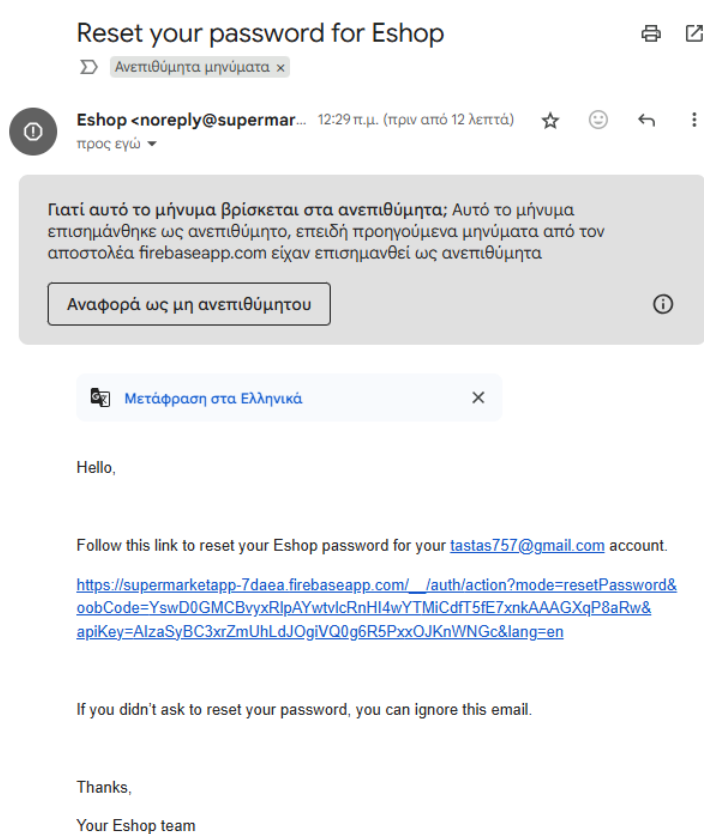 Reset your password for Eshop
Ανεπιθύμητα μηνύματα ×
Eshop <noreply@supermar... 12:29 π.μ. (πριν από 12 λεπτά)
προς εγώ
Γιατί αυτό το μήνυμα βρίσκεται στα ανεπιθύμητα; Αυτό το μήνυμα
επισημάνθηκε ως ανεπιθύμητο, επειδή προηγούμενα μηνύματα από τον
αποστολέα firebaseapp.com είχαν επισημανθεί ως ανεπιθύμητα
Αναφορά ως μη ανεπιθύμητου
Μετάφραση στα Ελληνικά
Hello,
Follow this link to reset your Eshop password for your tastas757@gmail.com account.
https://supermarketapp-7daea.firebaseapp.com/__/auth/action?mode=resetPassword&
oobCode=YswD0GMCBvyxRlpAYwtvlcRnHI4wYTMiCdfT5fE7xnkAAAGXqP8aRw&
apiKey=AIzaSyBC3xrZmUhLdJOgiVQ0g6R5PxxOJKnWNGc&lang=en
If you didn’t ask to reset your password, you can ignore this email.
Thanks,
Your Eshop team